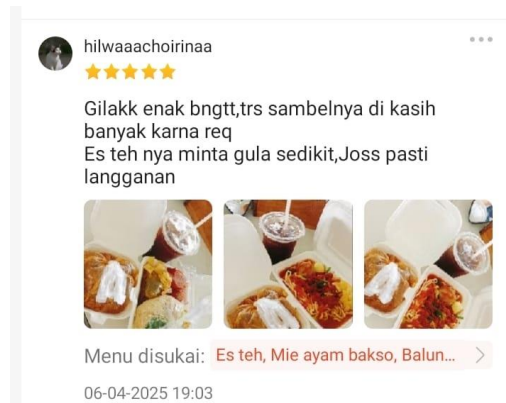 hilwaaachoirinaa
Gilakk enak bngtt,trs sambelnya di kasih
banyak karna req
Es teh nya minta gula sedikit,Joss pasti
langganan
Menu disukai: Es teh, Mie ayam bakso, Balun...
06-04-2025 19:03